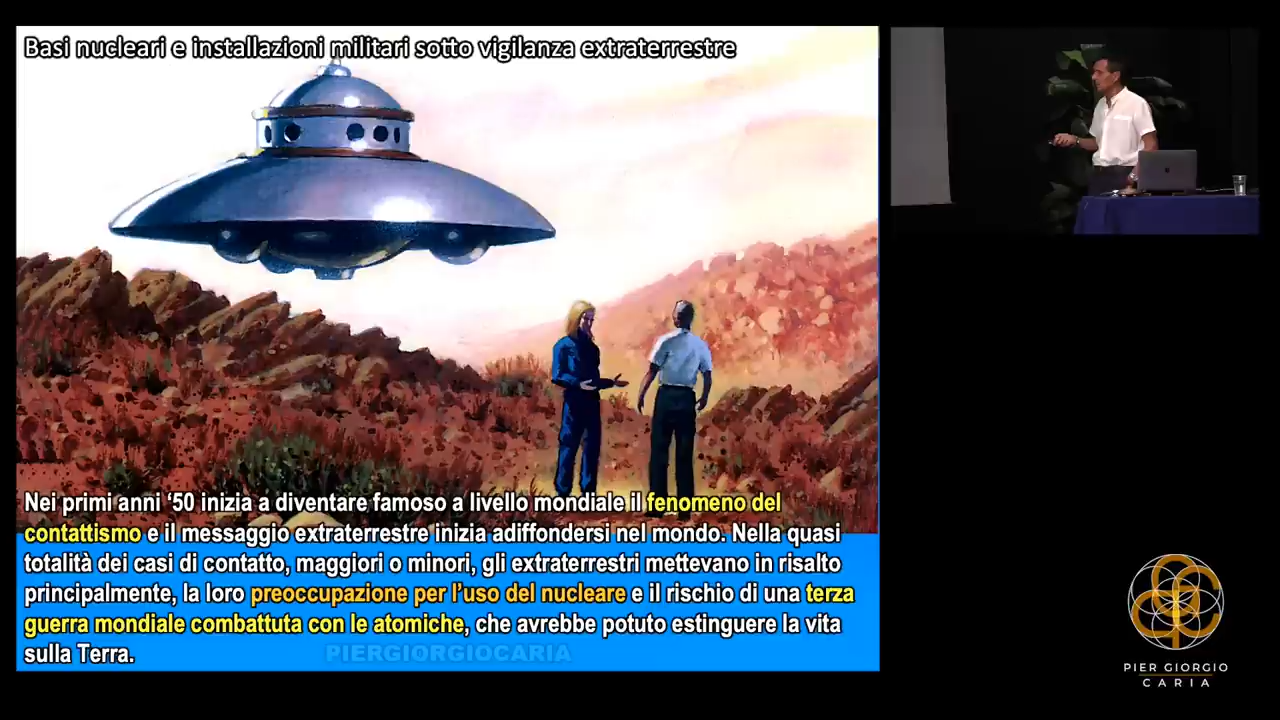 Basi nucleari e installazioni militari sotto vigilanza extraterrestre
Nei primi anni ‘50 inizia a diventare famoso a livello mondiale il fenomeno del
contattismo e il messaggio extraterrestre inizia adiffondersi nel mondo. Nella quasi
totalità dei casi di contatto, maggiori o minori, gli extraterrestri mettevano in risalto
principalmente, la loro preoccupazione per l’uso del nucleare e il rischio di una terza
guerra mondiale combattuta con le atomiche, che avrebbe potuto estinguere la vita
sulla Terra.
PIERGIORGIOCARIA
PIER GIORGIO
CARIA